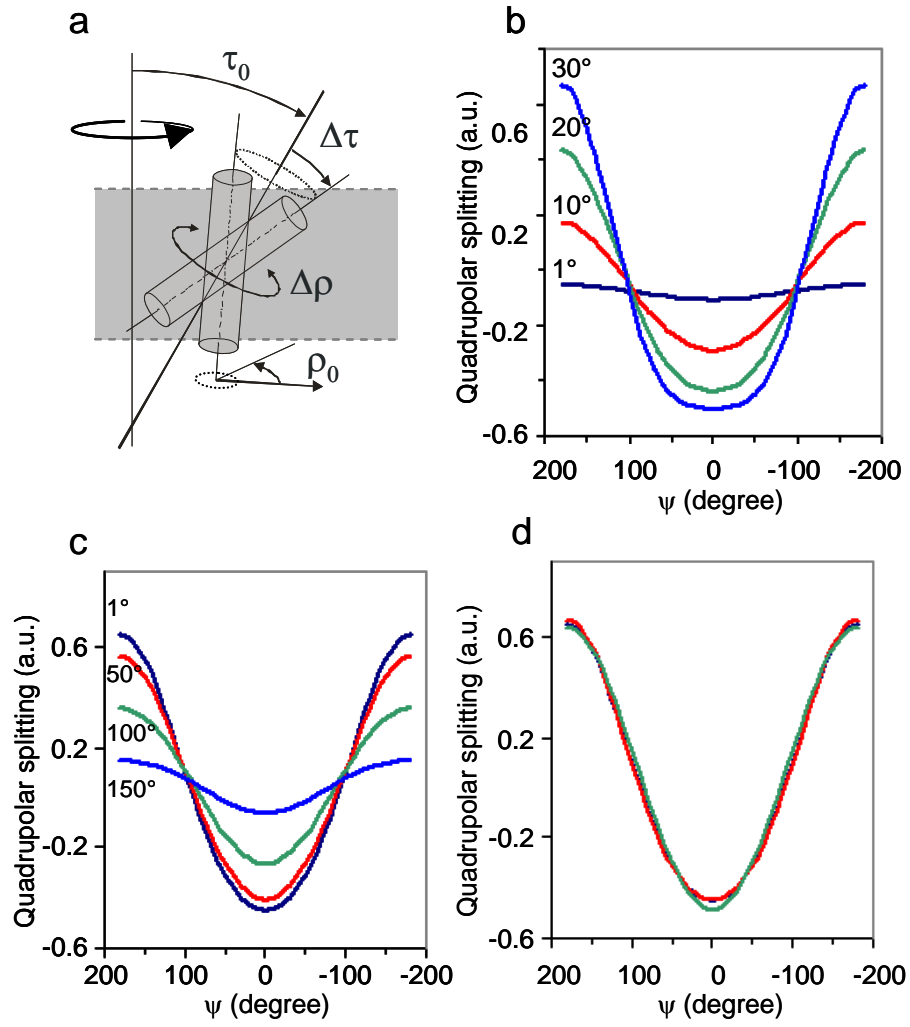 a
τ0
Δτ
Δρ
ρ0
b
Quadrupolar splitting (a.u.)
0.6
0.2
-0.2
-0.6
30°
20°
10°
1°
200 100 0 -100 -200
ψ (degree)
c
Quadrupolar splitting (a.u.)
0.6
0.2
-0.2
-0.6
1°
50°
100°
150°
200 100 0 -100 -200
ψ (degree)
d
Quadrupolar splitting (a.u.)
0.6
0.2
-0.2
-0.6
200 100 0 -100 -200
ψ (degree)